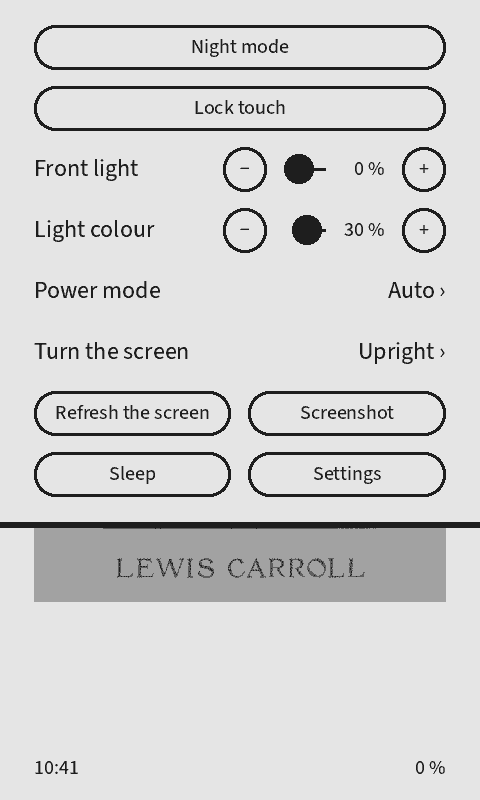 Night mode
Lock touch
Front light − 0 % +
Light colour − 30 % +
Power mode Auto ›
Turn the screen Upright ›
Refresh the screen Screenshot
Sleep Settings
LEWIS CARROLL
10:41 0 %